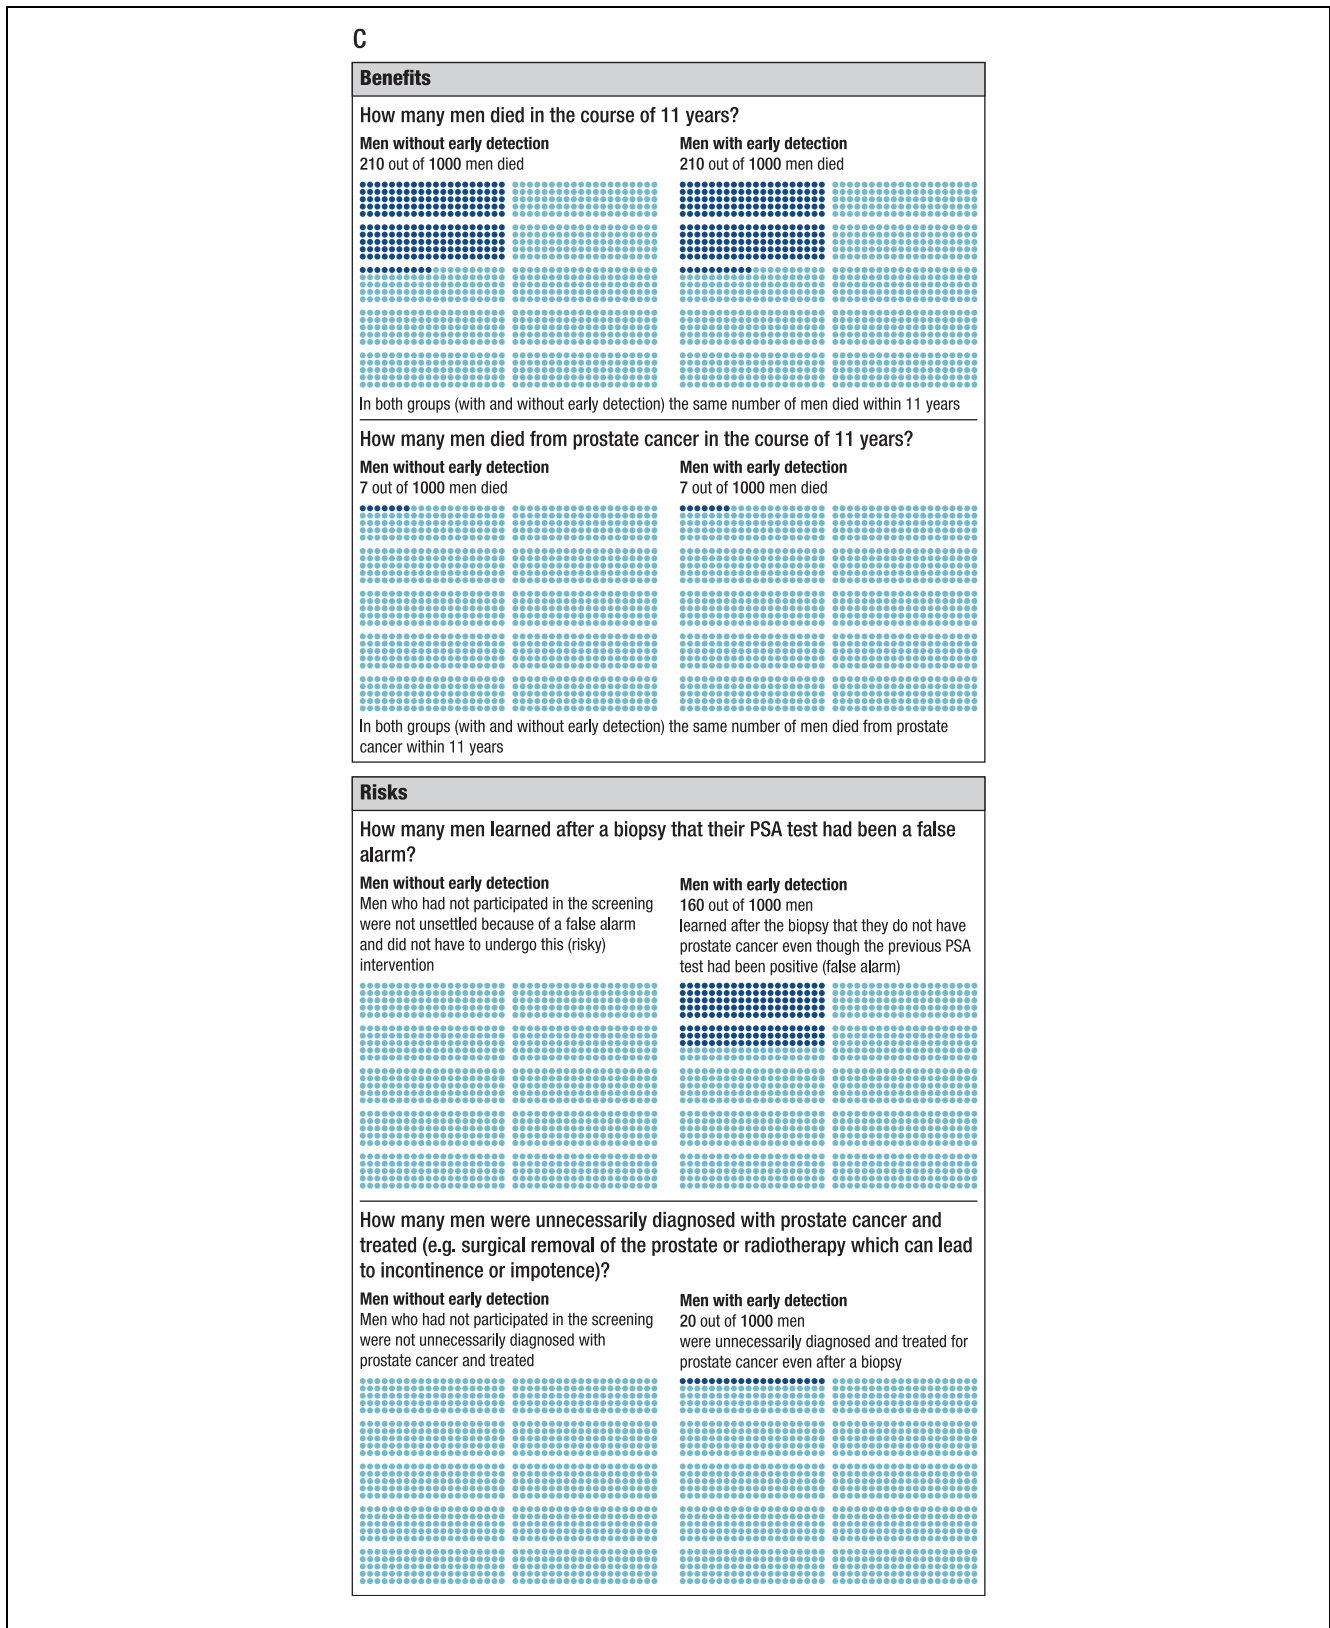 C
Benefits
How many men died in the course of 11 years?
Men without early detection
210 out of 1000 men died
Men with early detection
210 out of 1000 men died
In both groups (with and without early detection) the same number of men died within 11 years
How many men died from prostate cancer in the course of 11 years?
Men without early detection
7 out of 1000 men died
Men with early detection
7 out of 1000 men died
In both groups (with and without early detection) the same number of men died from prostate
cancer within 11 years
Risks
How many men learned after a biopsy that their PSA test had been a false
alarm?
Men without early detection
Men who had not participated in the screening
were not unsettled because of a false alarm
and did not have to undergo this (risky)
intervention
Men with early detection
160 out of 1000 men
learned after the biopsy that they do not have
prostate cancer even though the previous PSA
test had been positive (false alarm)
How many men were unnecessarily diagnosed with prostate cancer and
treated (e.g. surgical removal of the prostate or radiotherapy which can lead
to incontinence or impotence)?
Men without early detection
Men who had not participated in the screening
were not unnecessarily diagnosed with
prostate cancer and treated
Men with early detection
20 out of 1000 men
were unnecessarily diagnosed and treated for
prostate cancer even after a biopsy